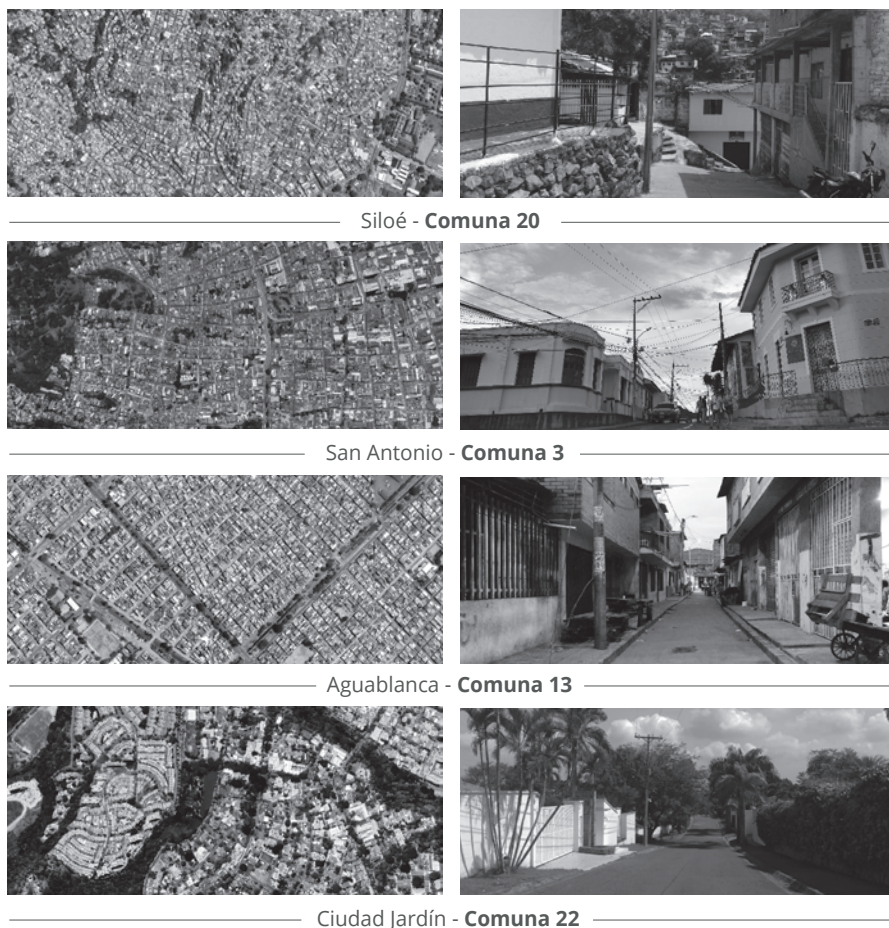 Siloé - Comuna 20
San Antonio - Comuna 3
Aguablanca - Comuna 13
Ciudad Jardín - Comuna 22